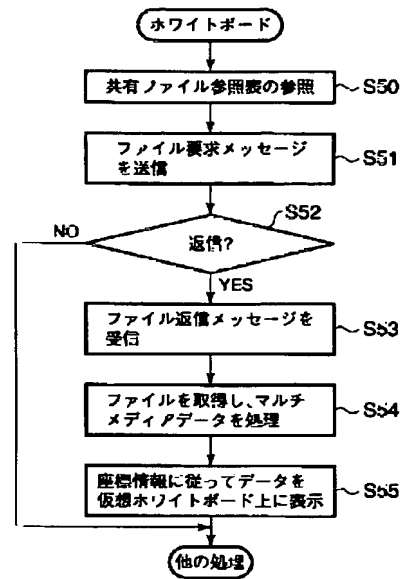 ホワイトボード
共有ファイル参照表の参照
S50
ファイル要求メッセージ
を送信
S51
S52
返信?
NO
YES
ファイル返信メッセージを
受信
S53
ファイルを取得し、マルチ
メディアデータを処理
S54
座標情報に従ってデータを
仮想ホワイトボード上に表示
S55
他の処理